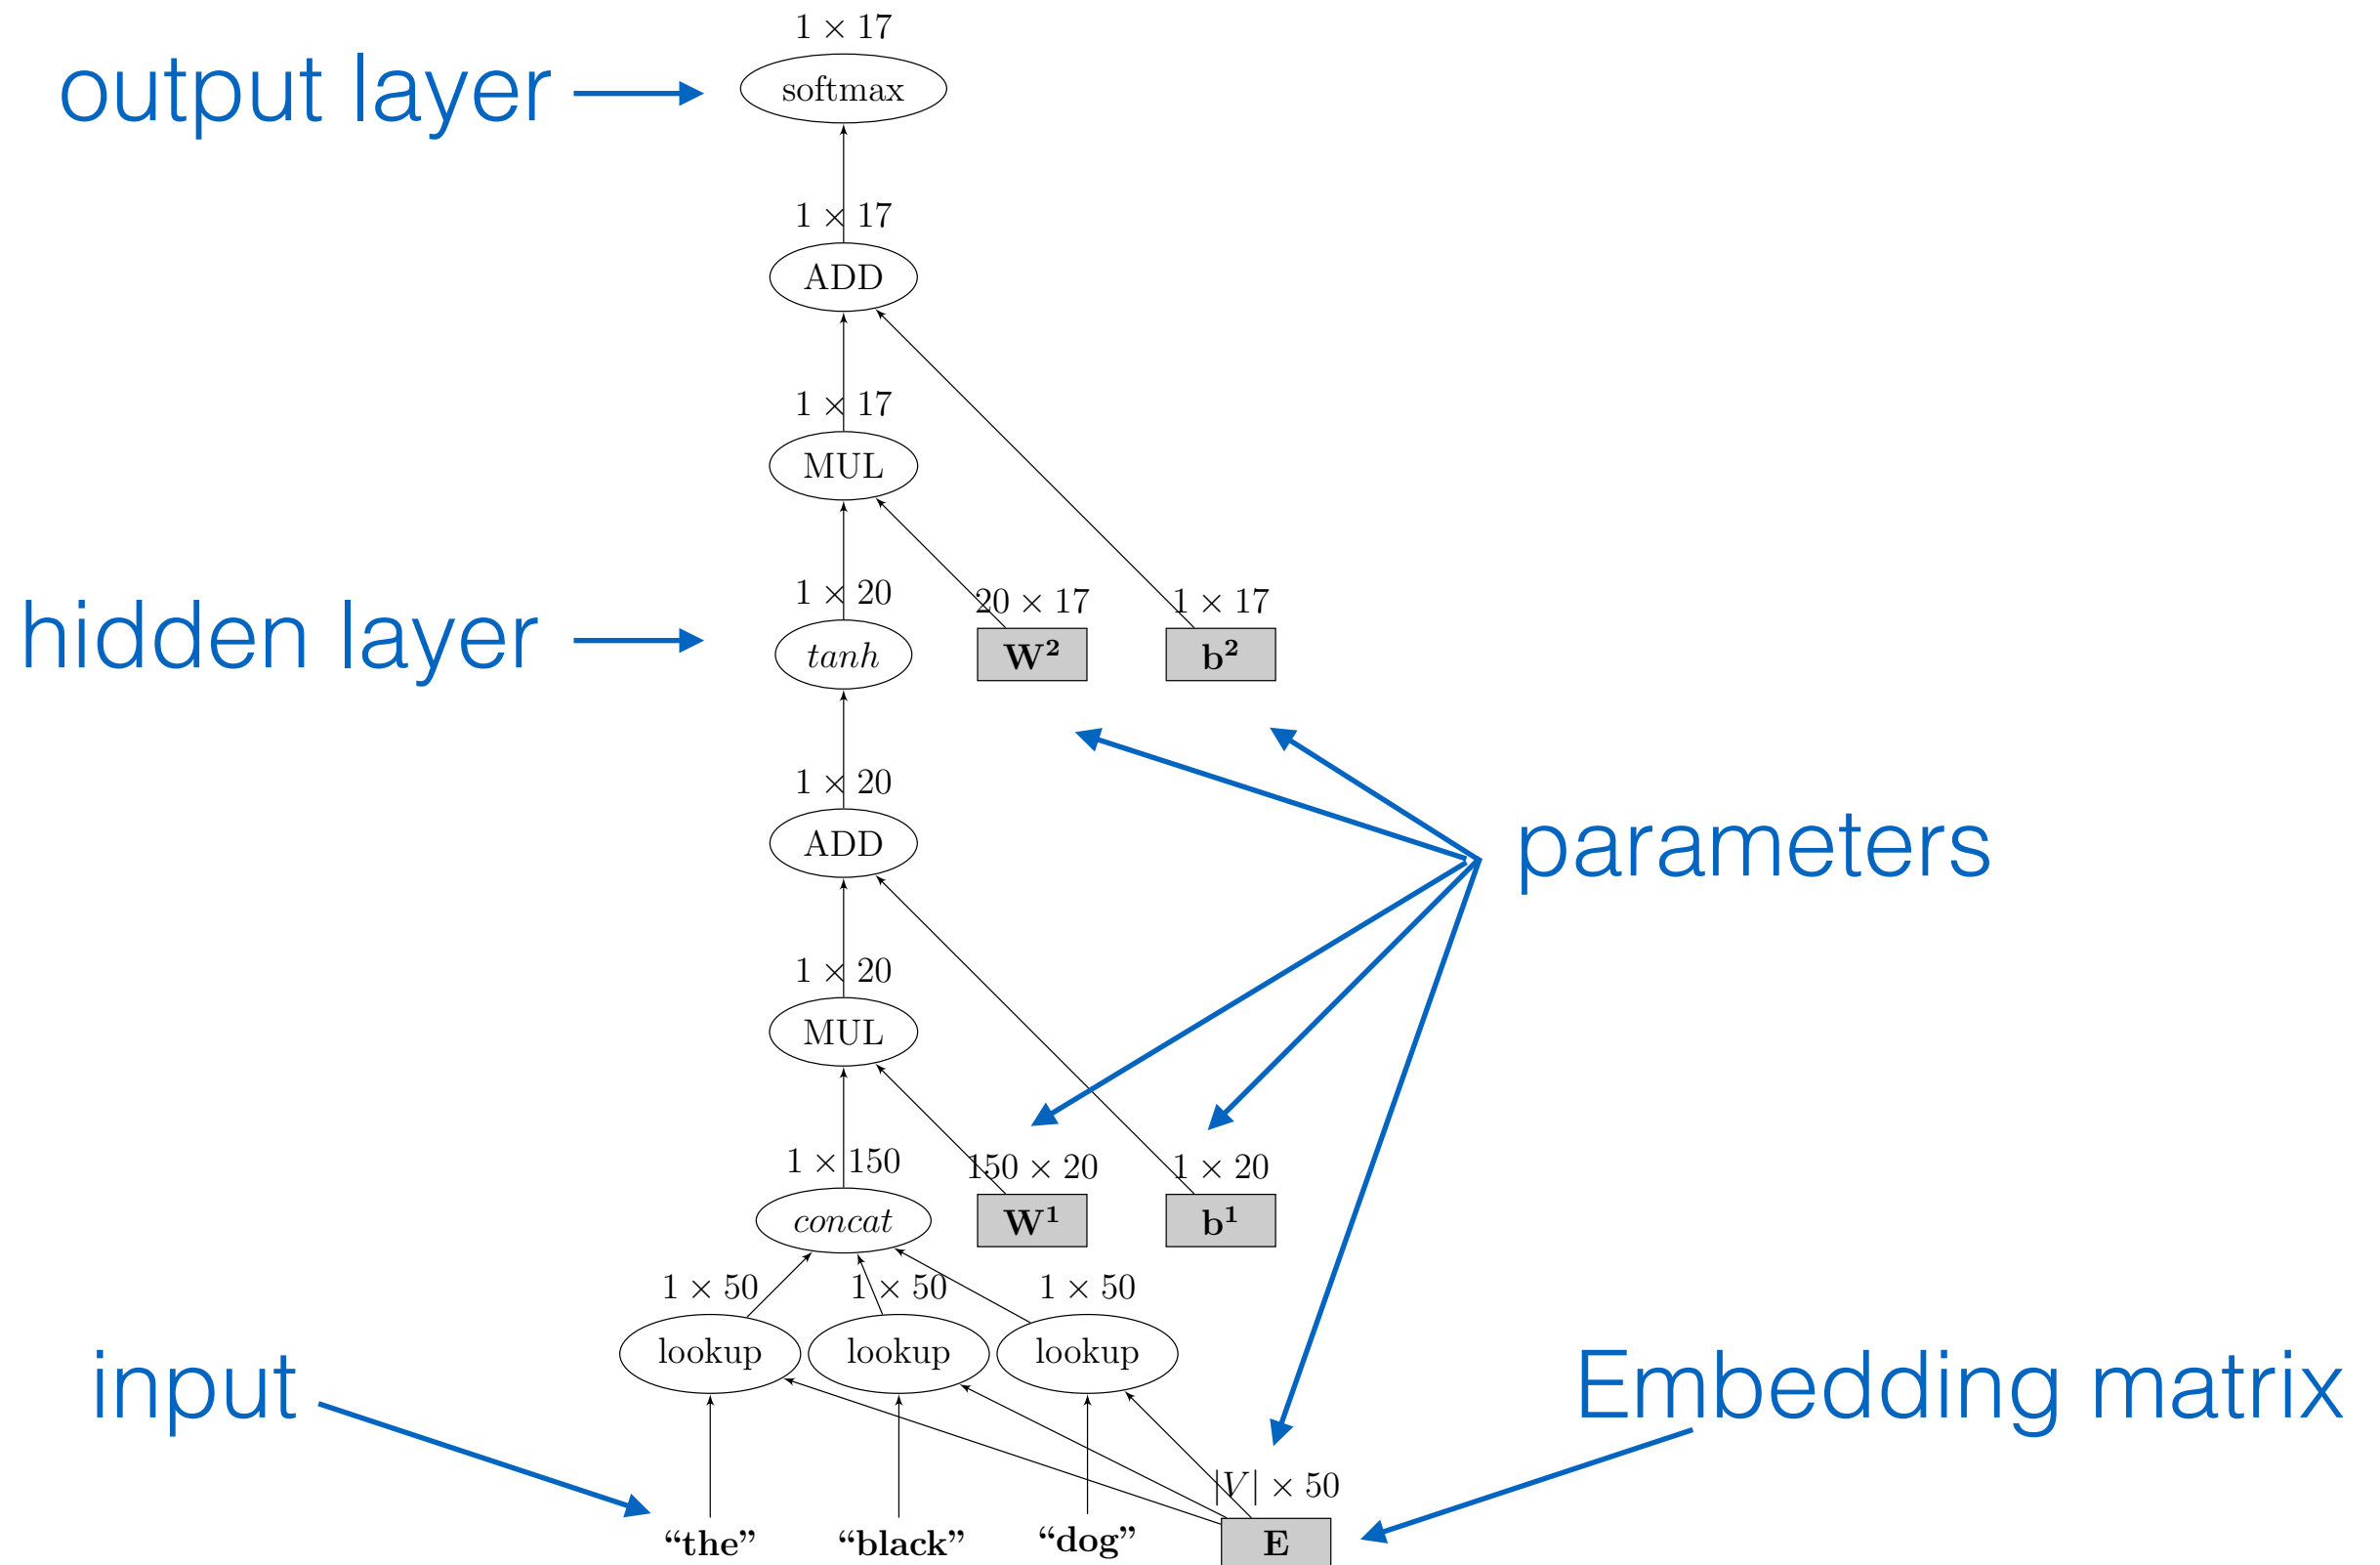 1 × 17
output layer
softmax
1 × 17
ADD
1 × 17
MUL
1 × 20
20 × 17
1 × 17
hidden layer
tanh
W²
b²
1 × 20
ADD
parameters
1 × 20
MUL
1 × 150
150 × 20
1 × 20
concat
W¹
b¹
1 × 50
1 × 50
1 × 50
lookup
lookup
lookup
input
Embedding matrix
|V| × 50
“the”
“black”
“dog”
E